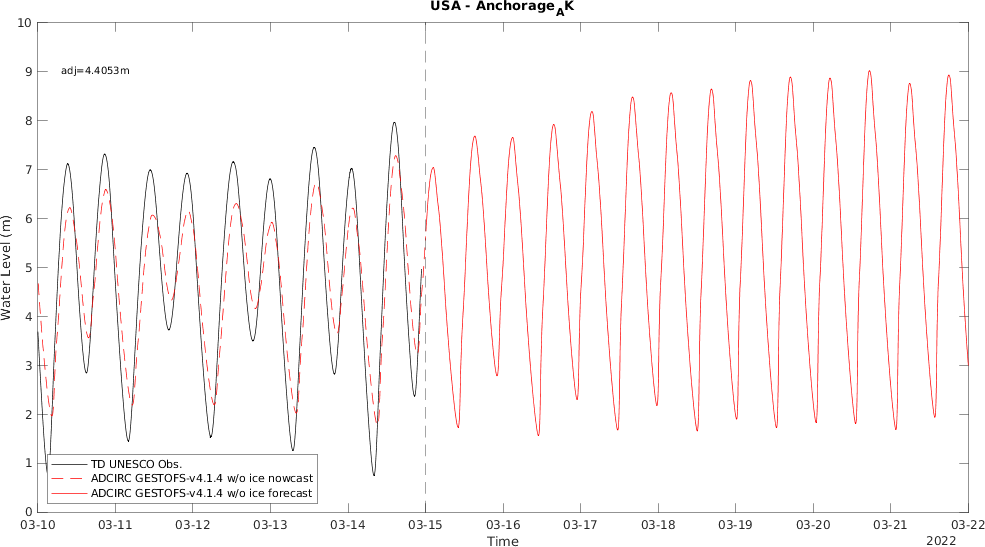 USA - Anchorage_AK
10
9
8
7
6
5
4
3
2
1
0
Water Level (m)
adj=4.4053m
TD UNESCO Obs.
ADCIRC GESTOFS-v4.1.4 w/o ice nowcast
ADCIRC GESTOFS-v4.1.4 w/o ice forecast
03-10 03-11 03-12 03-13 03-14 03-15 03-16 03-17 03-18 03-19 03-20 03-21 03-22
Time
2022